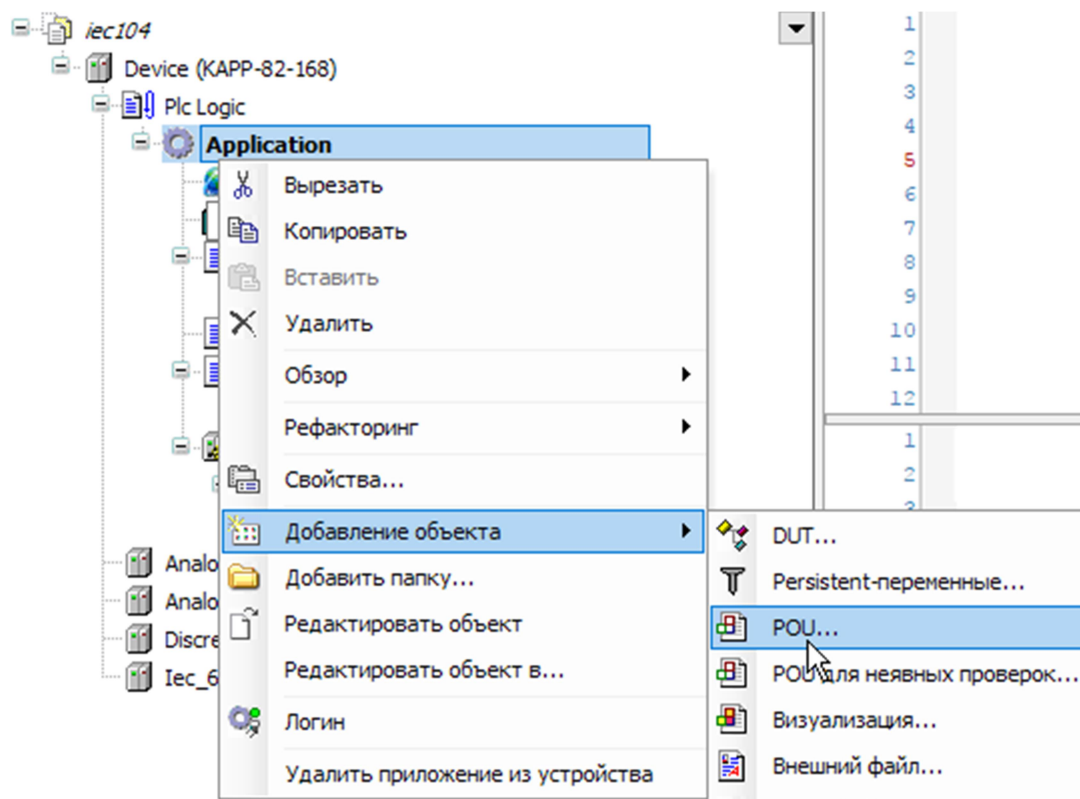 iec104
Device (KAPP-82-168)
Plc Logic
Application
Вырезать
Копировать
Вставить
Удалить
Обзор
Рефакторинг
Свойства...
Добавление объекта
Добавить папку...
Редактировать объект
Редактировать объект в...
Логин
Удалить приложение из устройства
Analo
Analo
Discre
Iec_6
DUT...
Persistent-переменные...
POU...
POU для неявных проверок...
Визуализация...
Внешний файл...
1
2
3
4
5
6
7
8
9
10
11
12
1
2